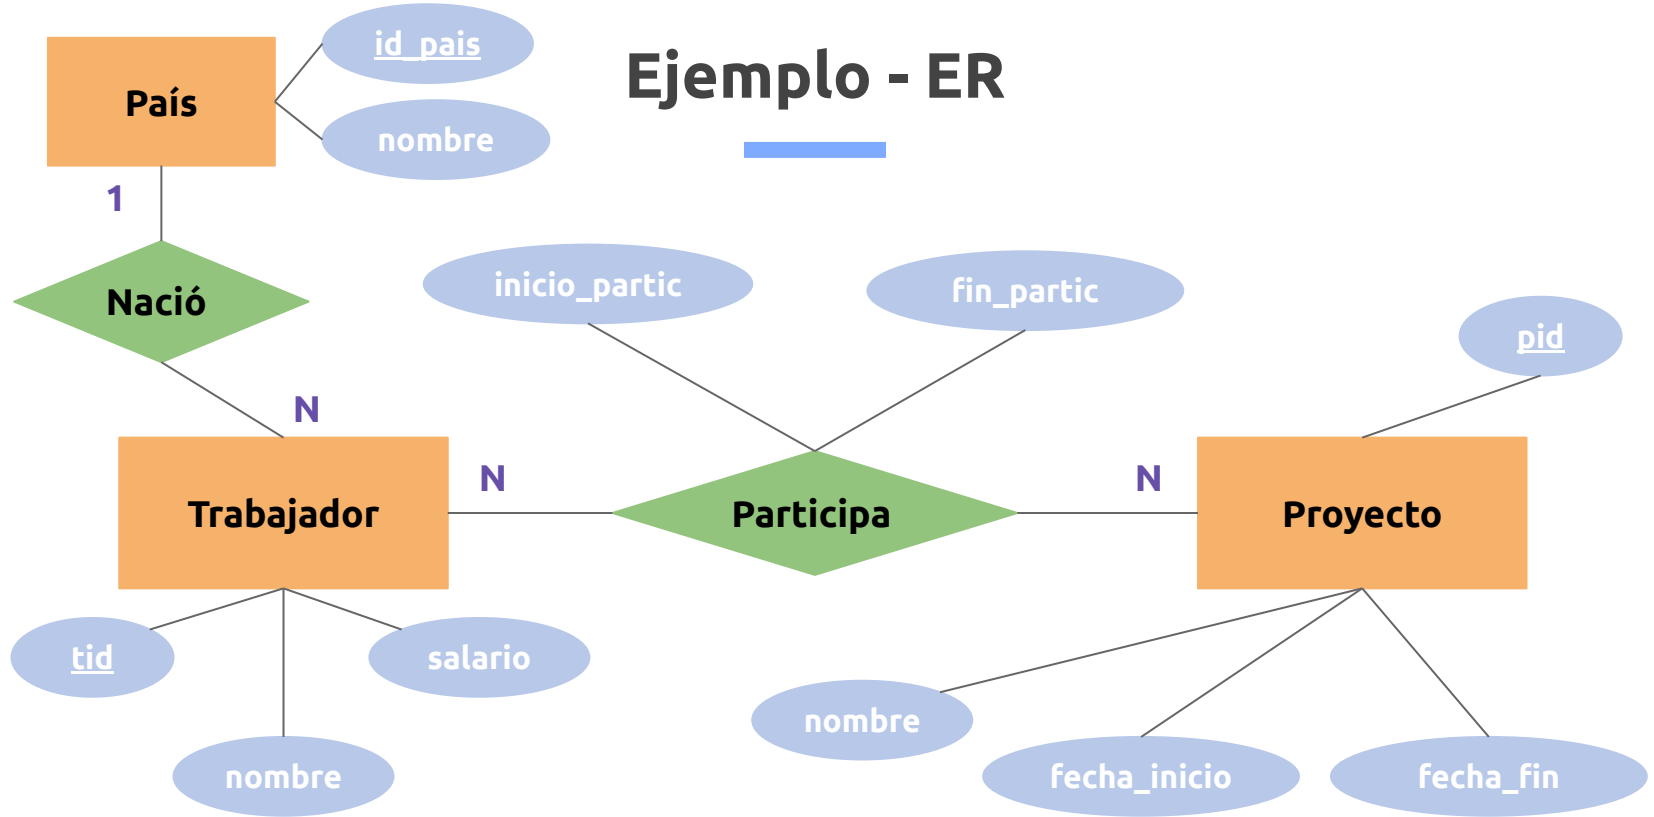 Ejemplo - ER
País
id_pais
nombre
1
Nació
N
inicio_partic
fin_partic
pid
Trabajador
N
Participa
N
Proyecto
tid
salario
nombre
nombre
fecha_inicio
fecha_fin